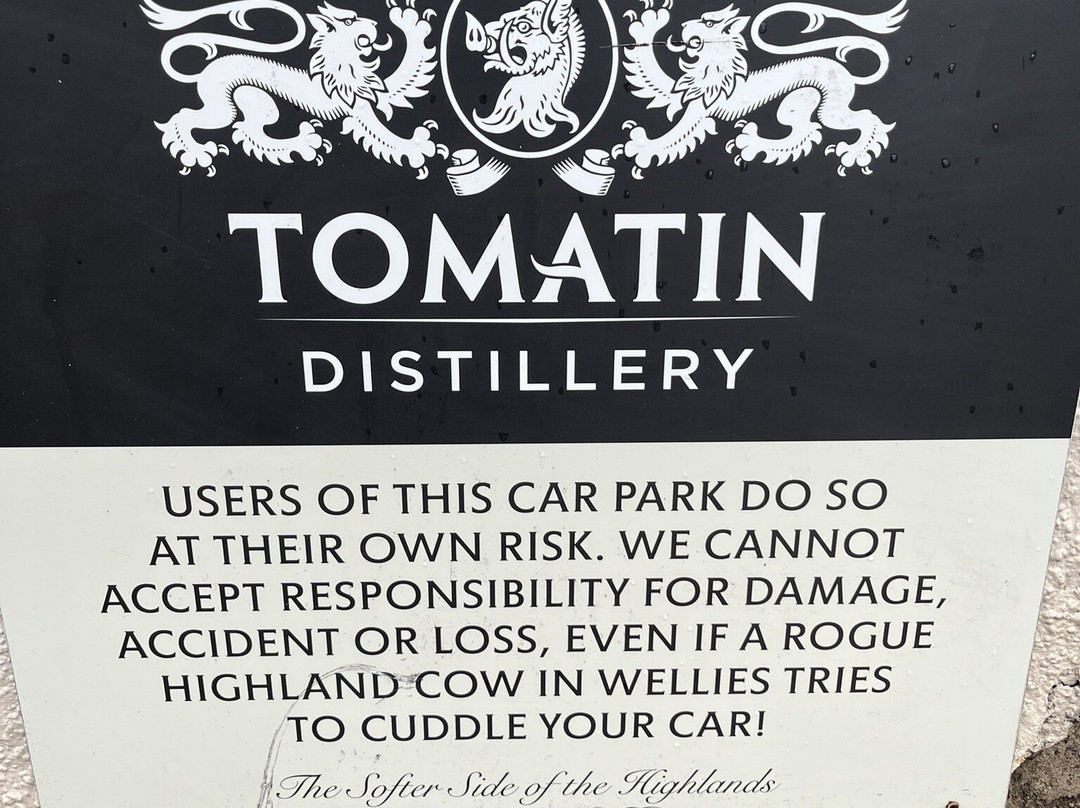 TOMATIN
DISTILLERY
USERS OF THIS CAR PARK DO SO
AT THEIR OWN RISK. WE CANNOT
ACCEPT RESPONSIBILITY FOR DAMAGE,
ACCIDENT OR LOSS, EVEN IF A ROGUE
HIGHLAND COW IN WELLIES TRIES
TO CUDDLE YOUR CAR!
The Softer Side of the Highlands